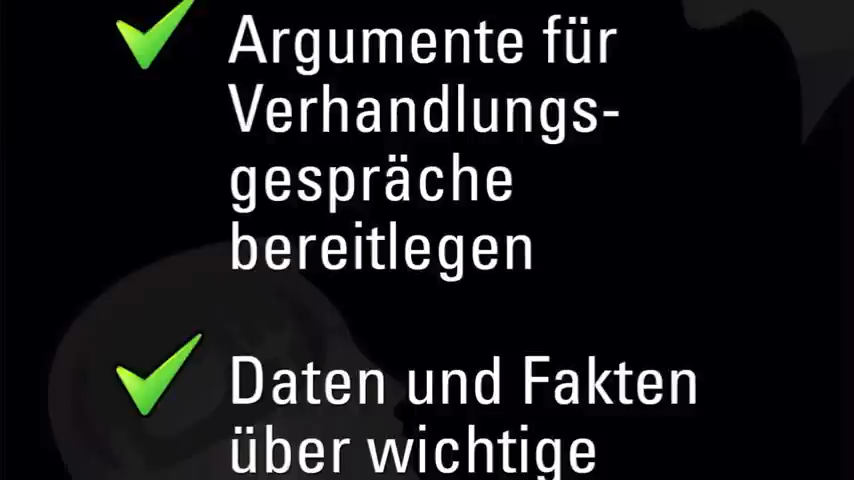 Argumente für
Verhandlungs-
gespräche
bereitlegen
Daten und Fakten
über wichtige